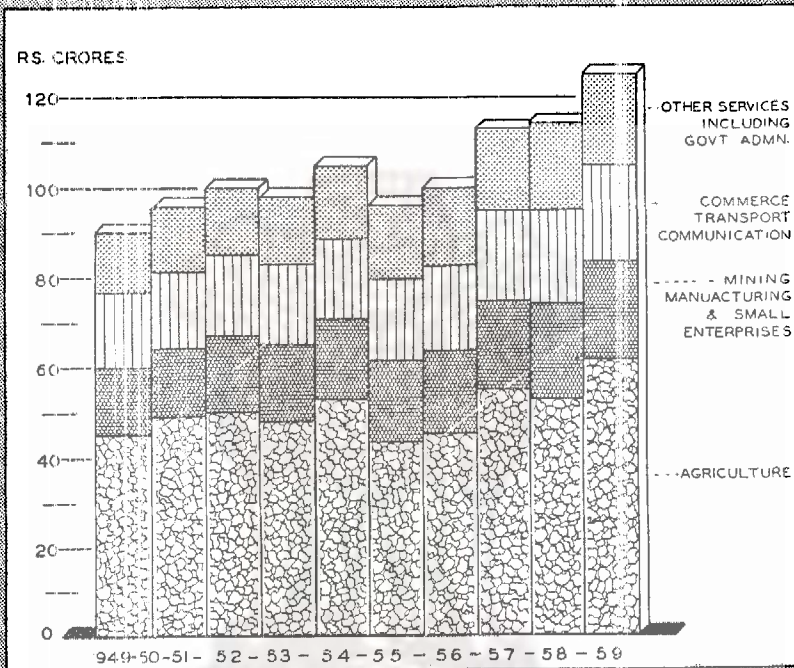 RS. CRORES
120
100
80
60
40
20
0
OTHER SERVICES
INCLUDING
GOVT ADMN.
COMMERCE
TRANSPORT
COMMUNICATION
MINING
MANUACTURING
& SMALL
ENTERPRISES
AGRICULTURE
949-50-51- 52-53- 54-55- 56-57-58-59